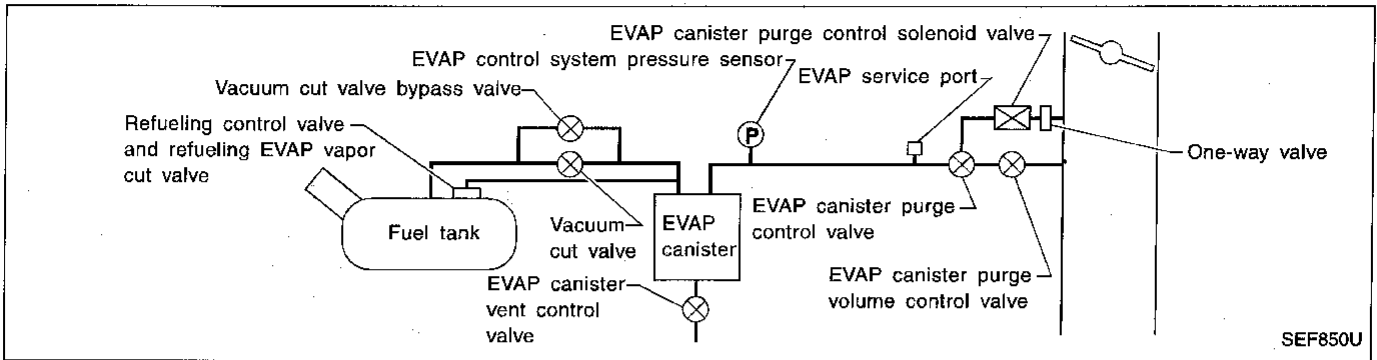 EVAP canister purge control solenoid valve
EVAP control system pressure sensor
EVAP service port
Vacuum cut valve bypass valve
Refueling control valve
and refueling EVAP vapor
cut valve
P
One-way valve
Fuel tank
Vacuum
cut valve
EVAP
canister
EVAP canister purge
control valve
EVAP canister
vent control
valve
EVAP canister purge
volume control valve
SEF850U